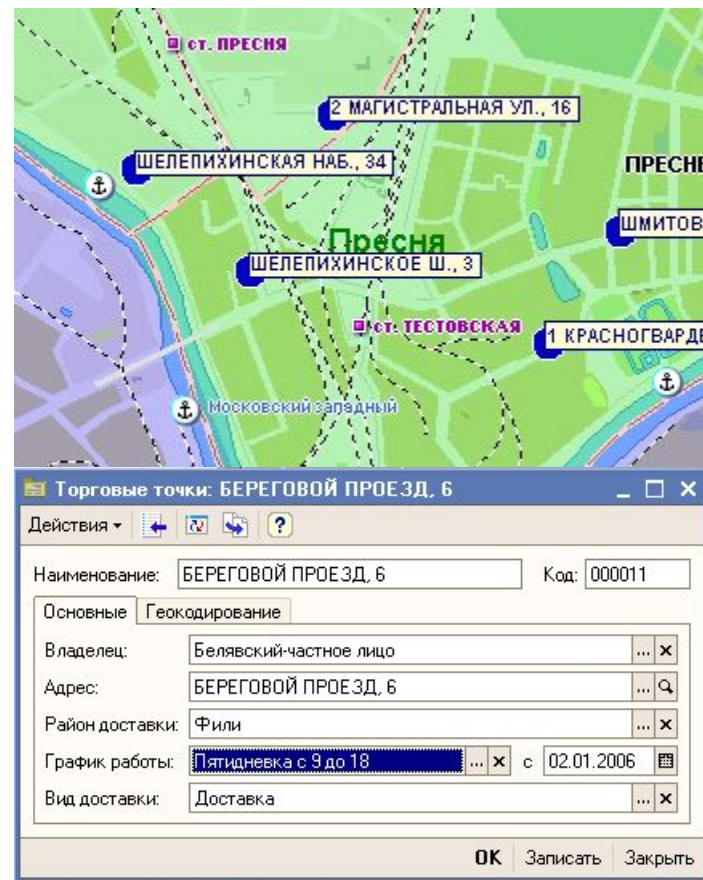 ст. ПРЕСНЯ
2 МАГИСТРАЛЬНАЯ УЛ., 16
ШЕЛЕПИХИНСКАЯ НАБ., 34
ПРЕСНЕ
ШМИТОВ
Пресня
ШЕЛЕПИХИНСКОЕ Ш., 3
ст. ТЕСТОВСКАЯ
1 КРАСНОГВАРДЕ
Московский западный
Торговые точки: БЕРЕГОВОЙ ПРОЕЗД, 6
Действия
Наименование: БЕРЕГОВОЙ ПРОЕЗД, 6 Код: 000011
Основные Геокодирование
Владелец: Белявский-частное лицо
Адрес: БЕРЕГОВОЙ ПРОЕЗД, 6
Район доставки: Фили
График работы: Пятидневка с 9 до 18 ... x с 02.01.2006
Вид доставки: Доставка
OK Записать Закрыть